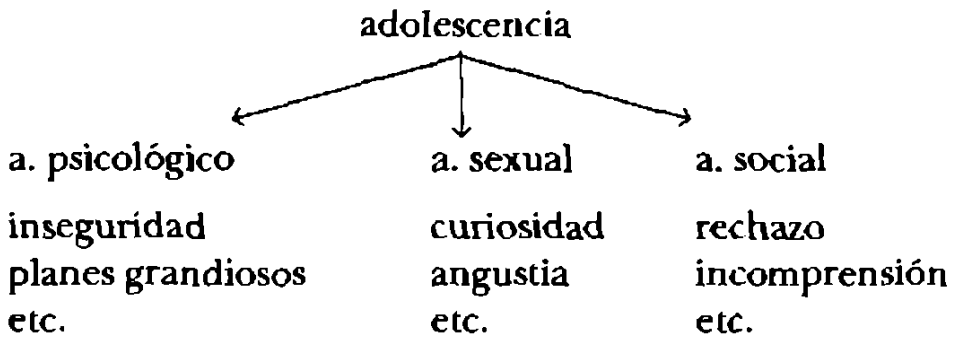 adolescencia
a. psicológico a. sexual a. social
inseguridad curiosidad rechazo
planes grandiosos angustia incomprensión
etc. etc. etc.